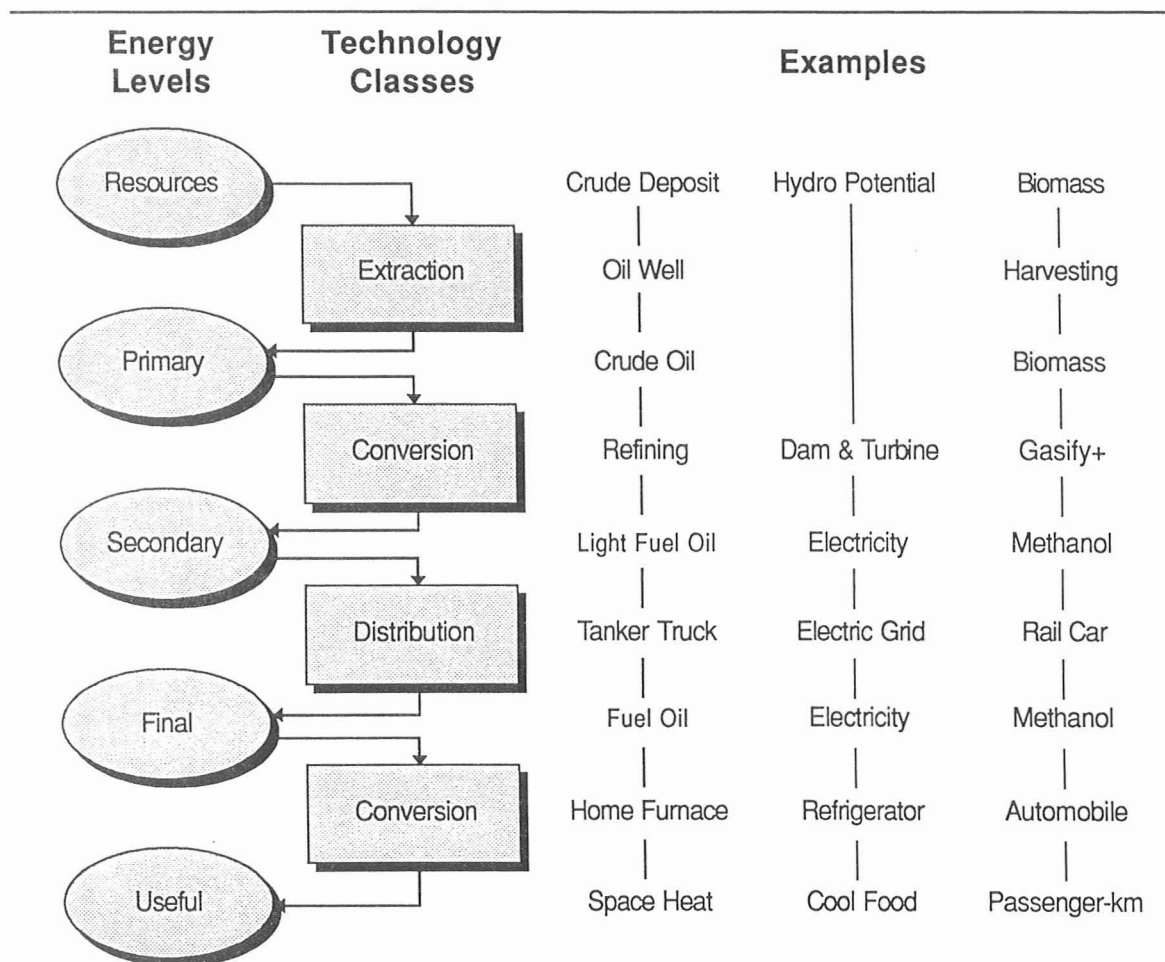 Energy Levels
Technology Classes
Examples
Resources
Crude Deposit
Hydro Potential
Biomass
Extraction
Oil Well
Harvesting
Primary
Crude Oil
Biomass
Conversion
Refining
Dam & Turbine
Gasify+
Secondary
Light Fuel Oil
Electricity
Methanol
Distribution
Tanker Truck
Electric Grid
Rail Car
Final
Fuel Oil
Electricity
Methanol
Conversion
Home Furnace
Refrigerator
Automobile
Useful
Space Heat
Cool Food
Passenger-km